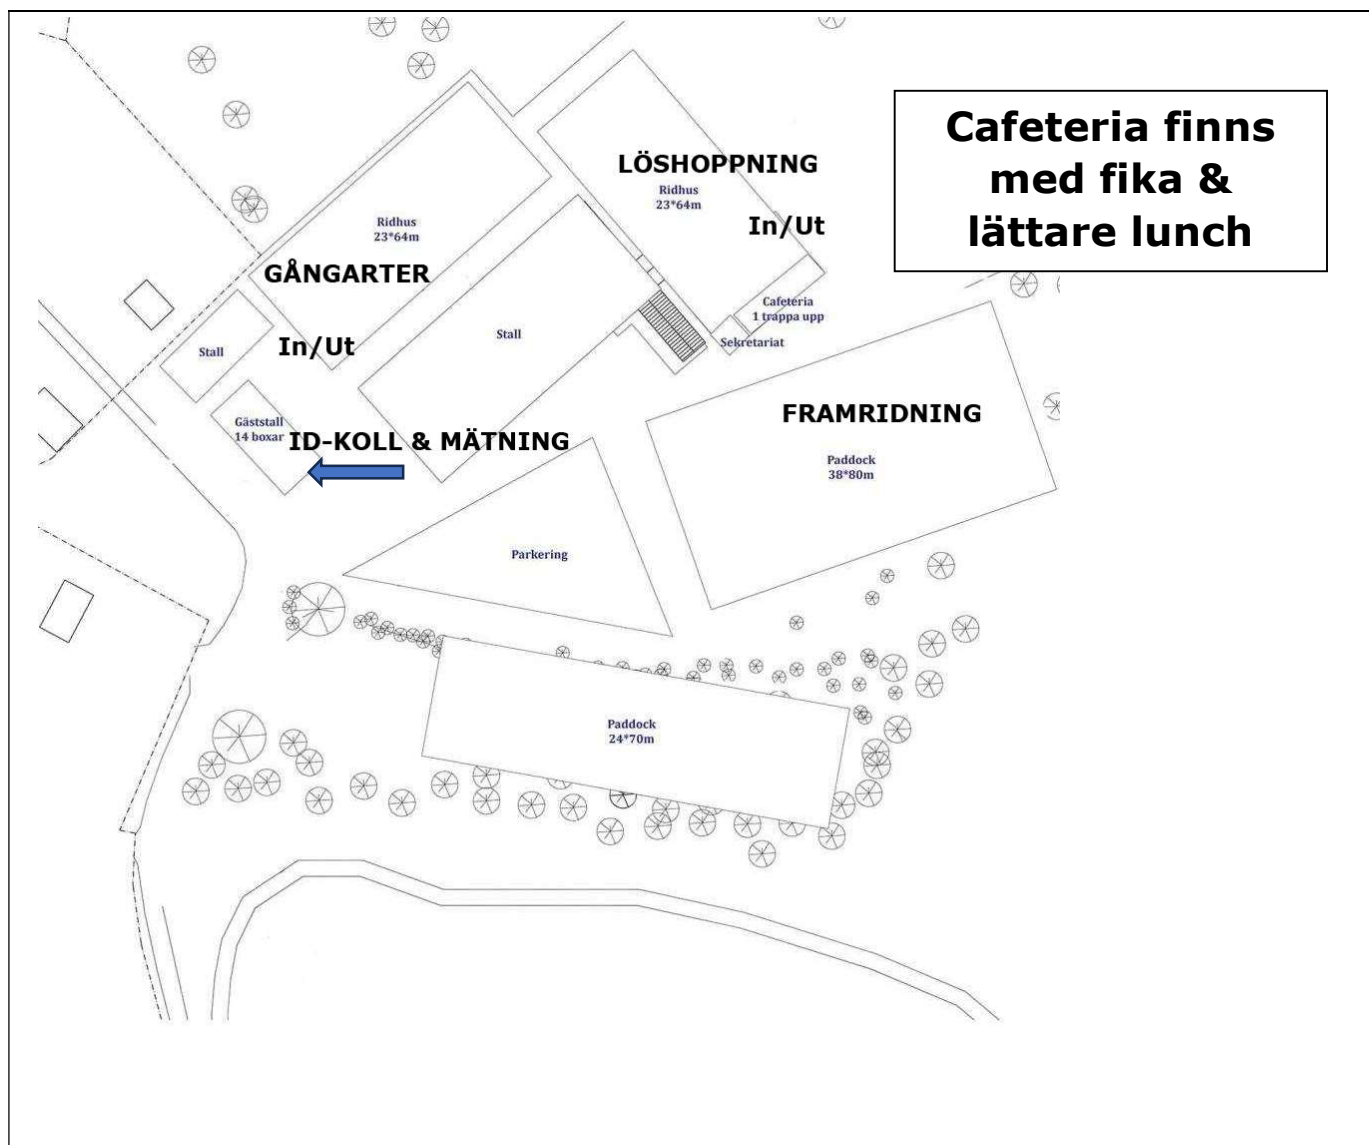 Cafeteria finns
med fika &
lättare lunch
LÖSHOPPNING
Ridhus
23*64m
In/Ut
Ridhus
23*64m
GÅNGARTER
In/Ut
Stall
Stall
Cafeteria
1 trappa upp
Sekretariat
Gäststall
14 boxar
ID-KOLL & MÄTNING
FRAMRIDNING
Paddock
38*80m
Parkering
Paddock
24*70m